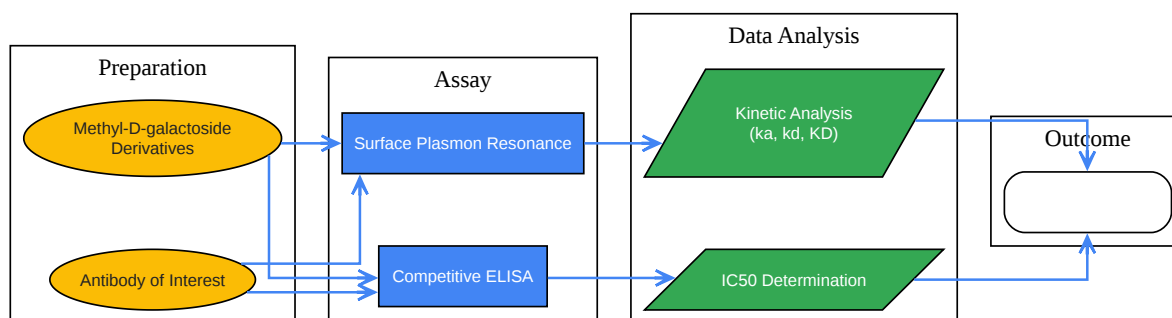 Preparation
Methyl-D-galactoside
Derivatives
Antibody of Interest
Assay
Surface Plasmon Resonance
Competitive ELISA
Data Analysis
Kinetic Analysis
(ka, kd, KD)
IC50 Determination
Outcome